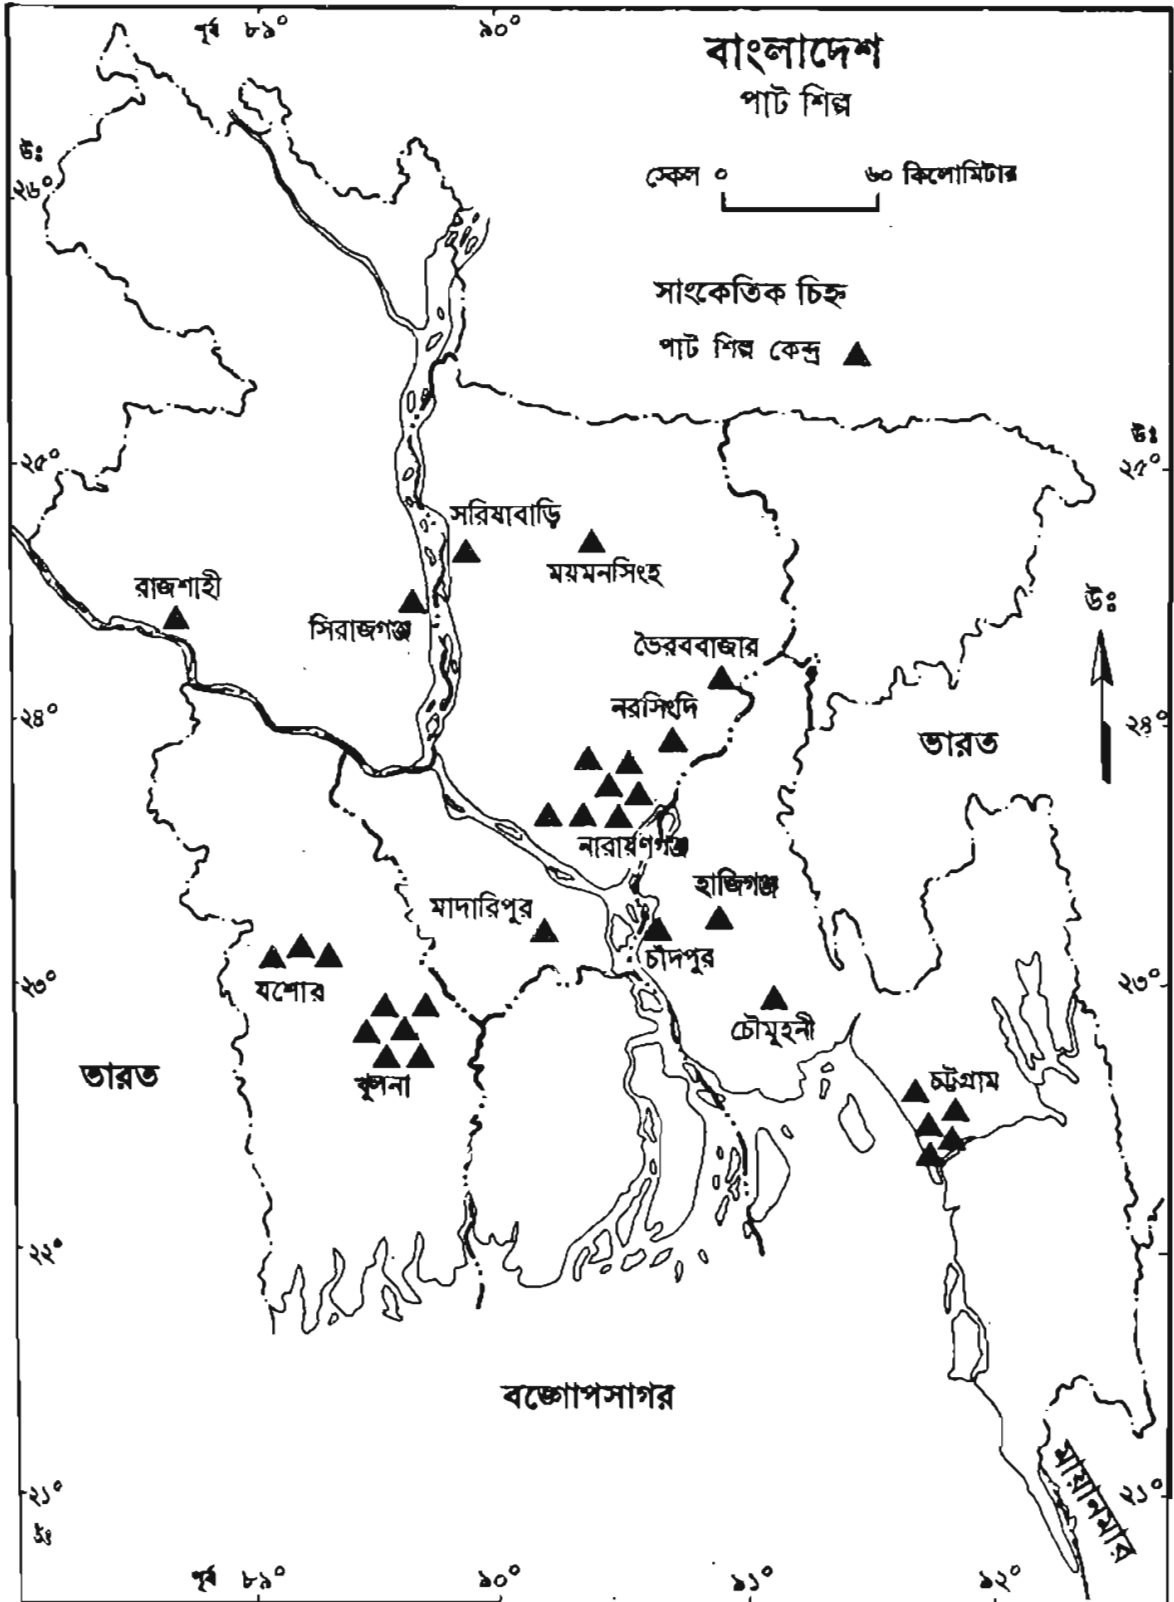 পূর্ব ৮৯° ৯০°
বাংলাদেশ
পাট শিল্প
উঃ
২৬°
স্কেল ০ ৬০ কিলোমিটার
সাংকেতিক চিহ্ন
পাট শিল্প কেন্দ্র
উঃ
২৫° ২৫°
সরিষাবাড়ি
ময়মনসিংহ
রাজশাহী
সিরাজগঞ্জ
উঃ
ভৈরববাজার
নরসিংদি
২৪° ২৪°
ভারত
নারায়ণগঞ্জ
হাজিগঞ্জ
মাদারিপুর
চাঁদপুর
যশোর
২৩° ২৩°
চৌমুহনী
ভারত
খুলনা
চট্টগ্রাম
২২°
বঙ্গোপসাগর
মায়ানমার
২১° ২১°
উঃ
পূর্ব ৮৯° ৯০° ৯১° ৯২°